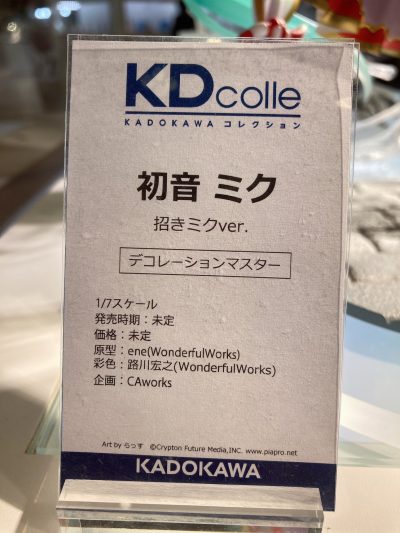 KDcolle
KADOKAWA コレクション
初音 ミク
招きミクver.
デコレーションマスター
1/7スケール
発売時期：未定
価格：未定
原型：ene(WonderfulWorks)
彩色：路川宏之(WonderfulWorks)
企画：CAworks
Art by らっす ©Crypton Future Media,INC. www.piapro.net
KADOKAWA